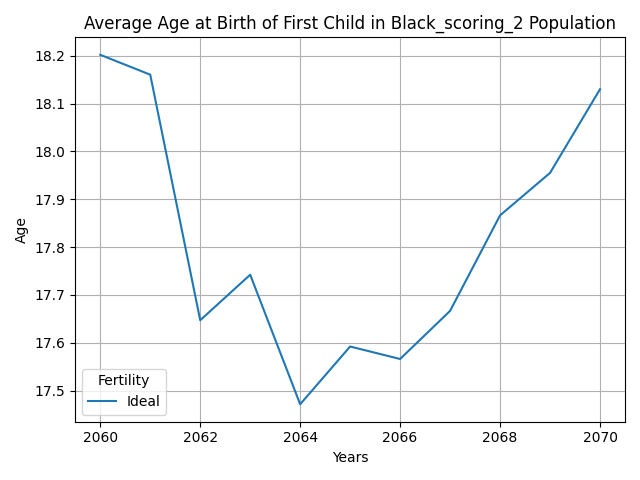 Average Age at Birth of First Child in Black_scoring_2 Population
Age
18.2
18.1
18.0
17.9
17.8
17.7
17.6
17.5
Fertility
Ideal
2060
2062
2064
2066
2068
2070
Years